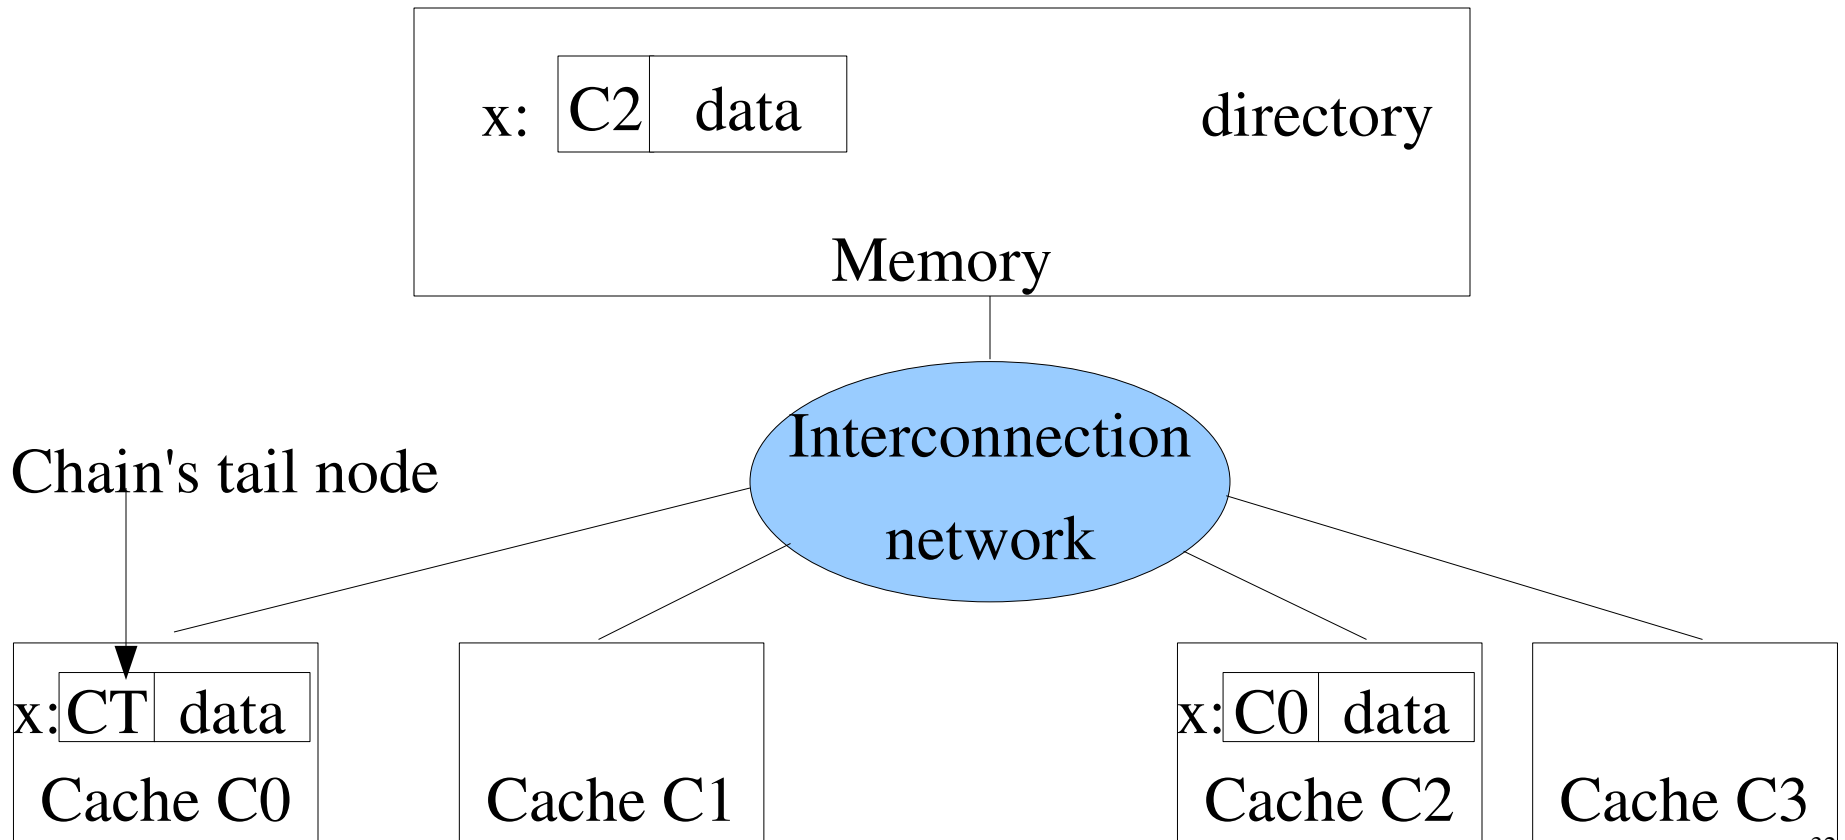 x: C2 data directory
Memory
Interconnection
network
Chain's tail node
x: CT data
Cache C0
Cache C1
x: C0 data
Cache C2
Cache C3